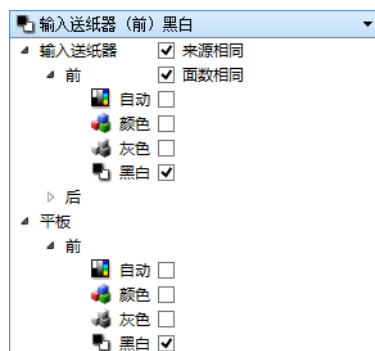 输入送纸器（前）黑白
输入送纸器 来源相同
前 面数相同
自动
颜色
灰色
黑白
后
平板
前
自动
颜色
灰色
黑白